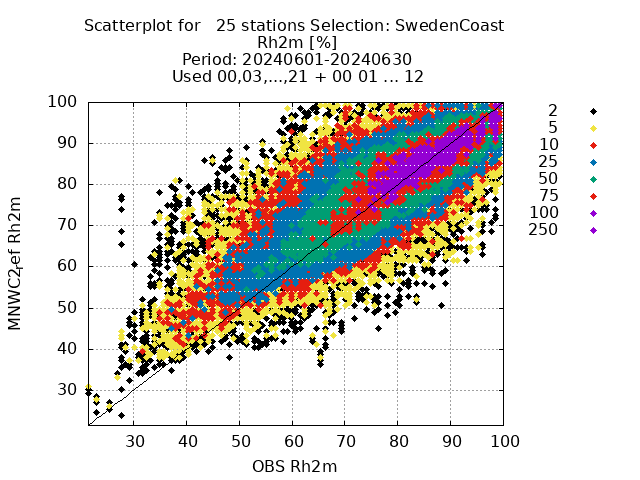 Scatterplot for   25 stations Selection: SwedenCoast
Rh2m [%]
Period: 20240601-20240630
Used 00,03,...,21 + 00 01 ... 12
100
90
80
70
60
50
40
30
30 40 50 60 70 80 90 100
OBS Rh2m
Rh2m
2
5
10
25
50
75
100
250